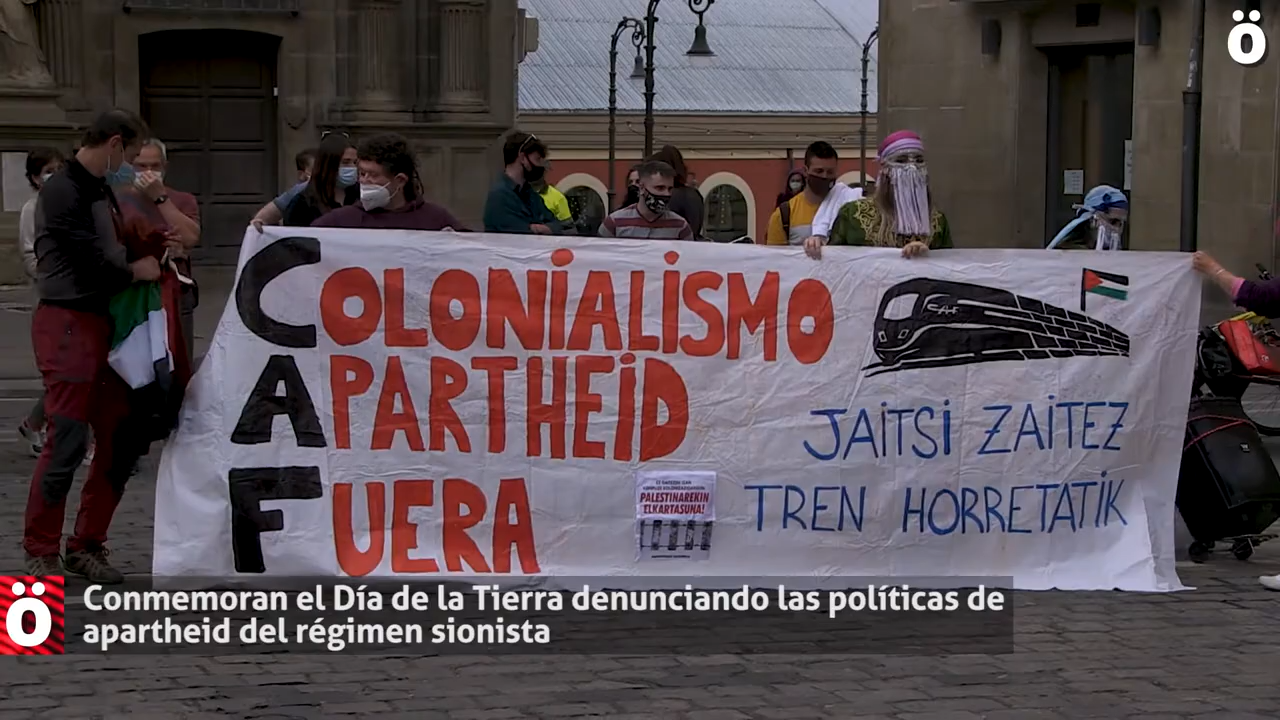 ö
COLONIALISMO
APARTHEID
FUERA
CAF
JAITSI ZAITEZ
TREN HORRETATIK
PALESTINAREKIN
ELKARTASUNA!
ö
Conmemoran el Día de la Tierra denunciando las políticas de
apartheid del régimen sionista